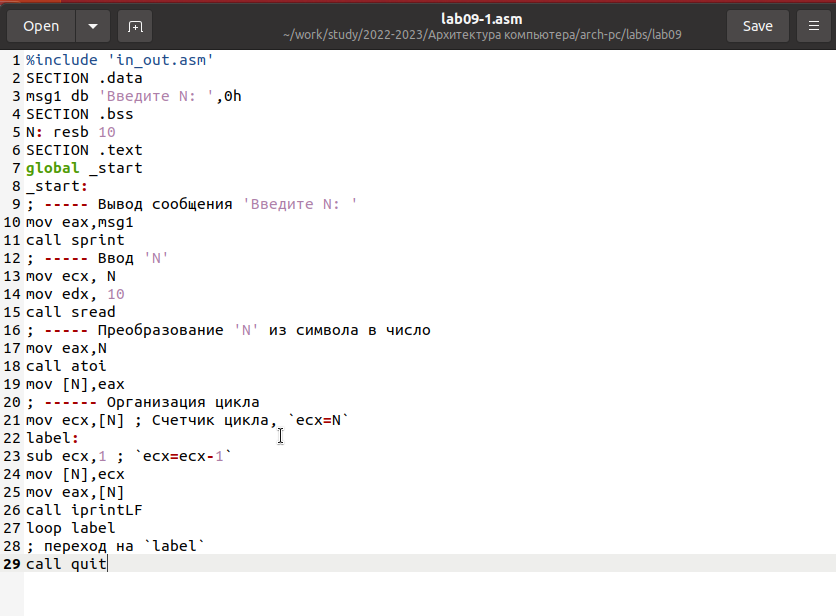 Open
lab09-1.asm
~/work/study/2022-2023/Архитектура компьютера/arch-pc/labs/lab09
Save
1 %include 'in_out.asm'
2 SECTION .data
3 msg1 db 'Введите N: ',0h
4 SECTION .bss
5 N: resb 10
6 SECTION .text
7 global _start
8 _start:
9 ; ----- Вывод сообщения 'Введите N: '
10 mov eax,msg1
11 call sprint
12 ; ----- Ввод 'N'
13 mov ecx, N
14 mov edx, 10
15 call sread
16 ; ----- Преобразование 'N' из символа в число
17 mov eax,N
18 call atoi
19 mov [N],eax
20 ; ------ Организация цикла
21 mov ecx,[N] ; Счетчик цикла, `ecx=N`
22 label:
23 sub ecx,1 ; `ecx=ecx-1`
24 mov [N],ecx
25 mov eax,[N]
26 call iprintLF
27 loop label
28 ; переход на `label`
29 call quit